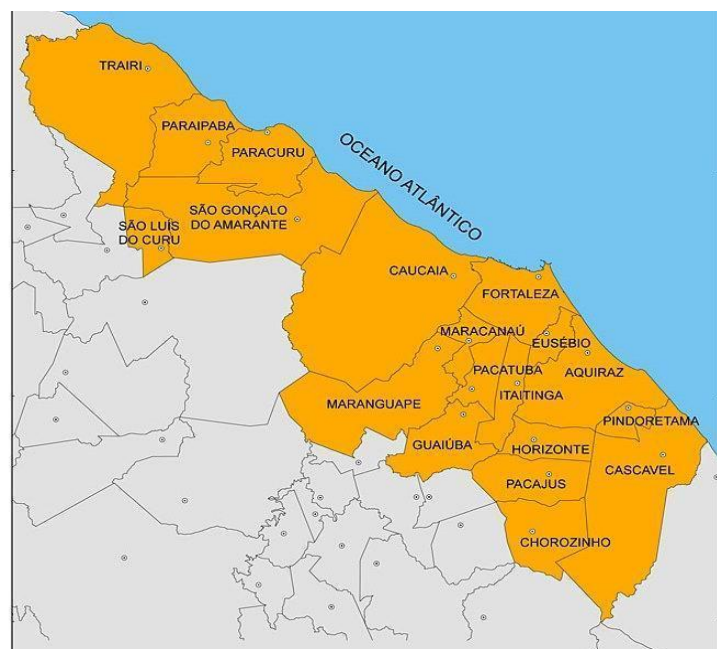 TRAIRI
PARAIPABA
PARACURU
OCEANO ATLÂNTICO
SÃO GONÇALO
DO AMARANTE
SÃO LUÍS
DO CURU
CAUCAIA
FORTALEZA
MARACANAÚ
EUSÉBIO
PACATUBA
AQUIRAZ
ITAITINGA
MARANGUAPE
PINDORETAMA
GUAIÚBA
HORIZONTE
CASCAVEL
PACAJUS
CHOROZINHO